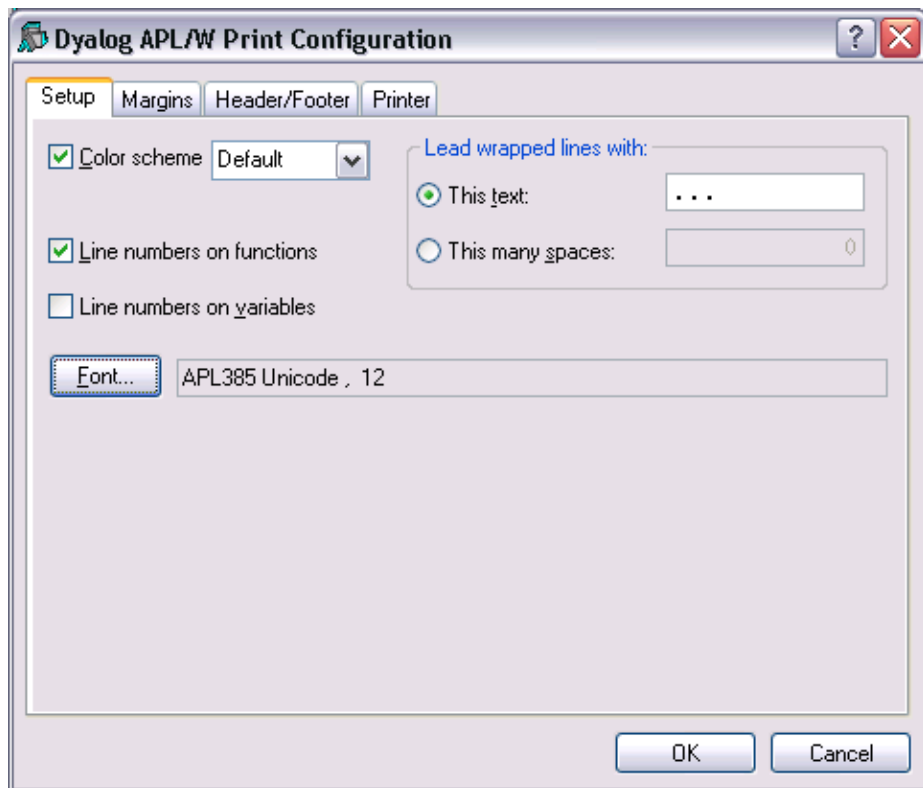 Dyalog APL/W Print Configuration
Setup Margins Header/Footer Printer
Color scheme Default
Lead wrapped lines with:
This text: ...
Line numbers on functions
This many spaces: 0
Line numbers on variables
Font... APL385 Unicode , 12
OK Cancel